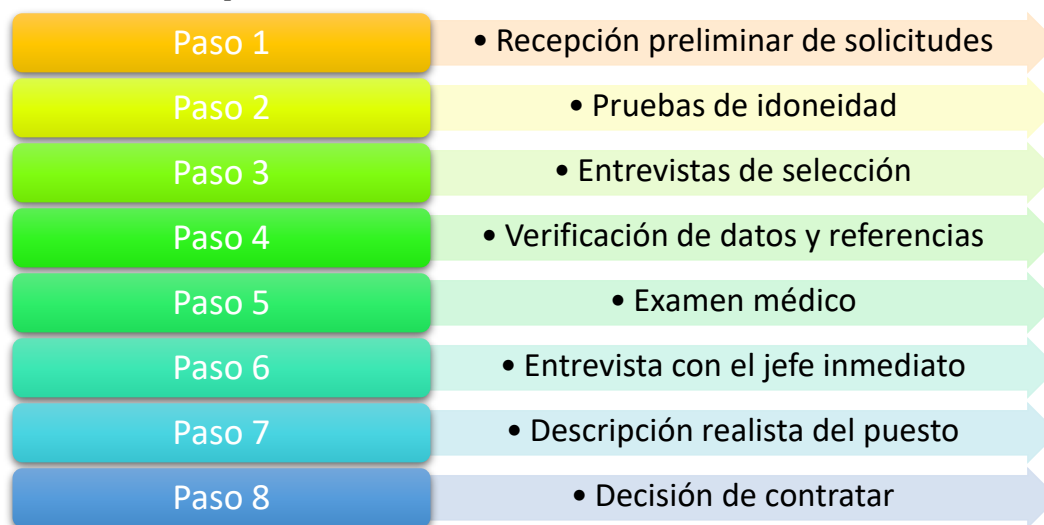 Paso 1
• Recepción preliminar de solicitudes
Paso 2
• Pruebas de idoneidad
Paso 3
• Entrevistas de selección
Paso 4
• Verificación de datos y referencias
Paso 5
• Examen médico
Paso 6
• Entrevista con el jefe inmediato
Paso 7
• Descripción realista del puesto
Paso 8
• Decisión de contratar